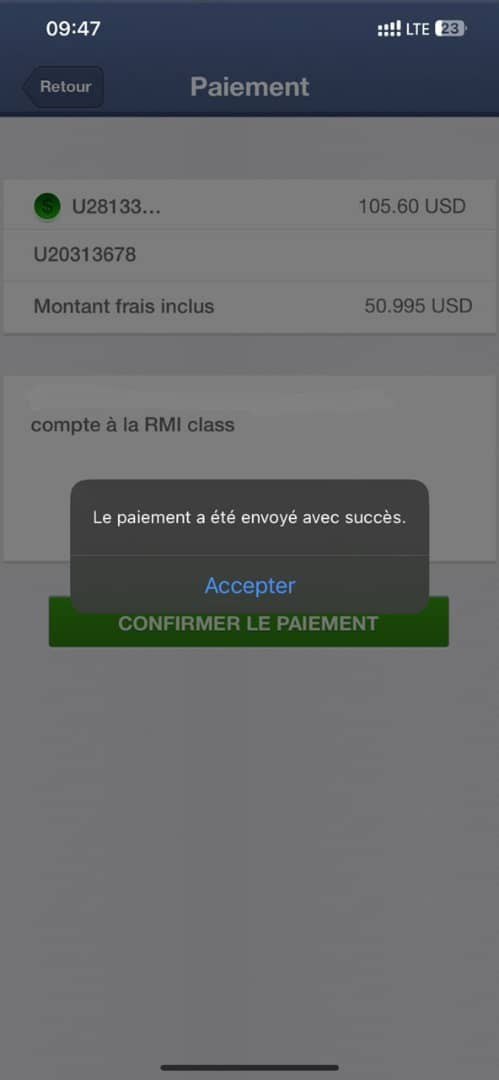 09:47 LTE 23
Retour Paiement
$ U28133... 105.60 USD
U20313678
Montant frais inclus 50.995 USD
compte à la RMI class
Le paiement a été envoyé avec succès.
Accepter
CONFIRMER LE PAIEMENT